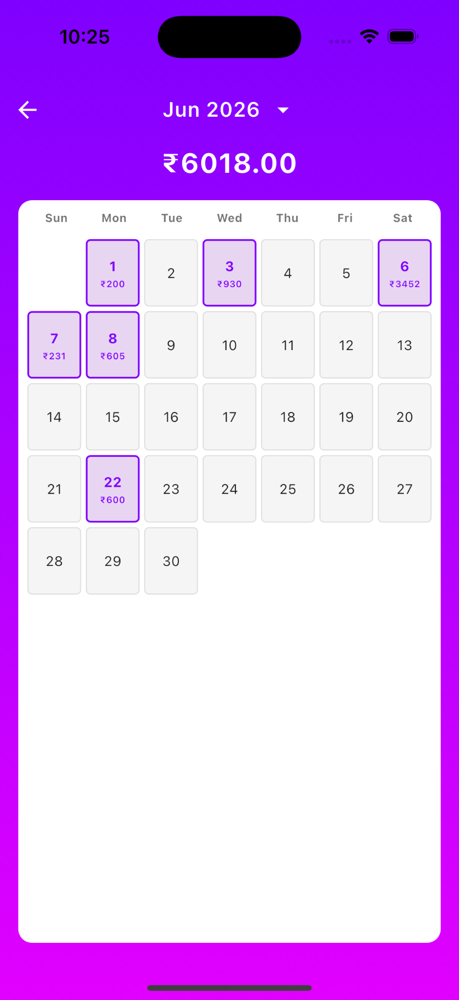 10:25
Jun 2026
₹6018.00
Sun Mon Tue Wed Thu Fri Sat
1 2 3 4 5 6
₹200 ₹930 ₹3452
7 8 9 10 11 12 13
₹231 ₹605
14 15 16 17 18 19 20
21 22 23 24 25 26 27
₹600
28 29 30